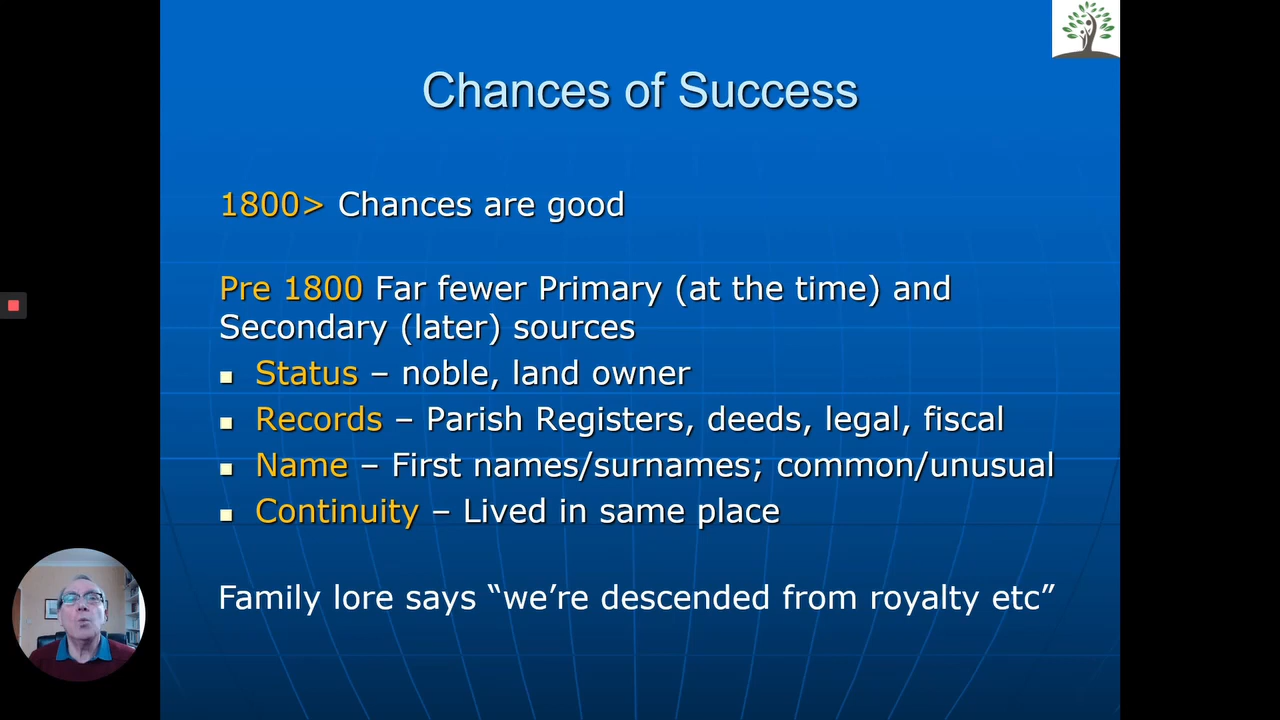 Chances of Success
1800> Chances are good
Pre 1800 Far fewer Primary (at the time) and
Secondary (later) sources
Status – noble, land owner
Records – Parish Registers, deeds, legal, fiscal
Name – First names/surnames; common/unusual
Continuity – Lived in same place
Family lore says “we’re descended from royalty etc”